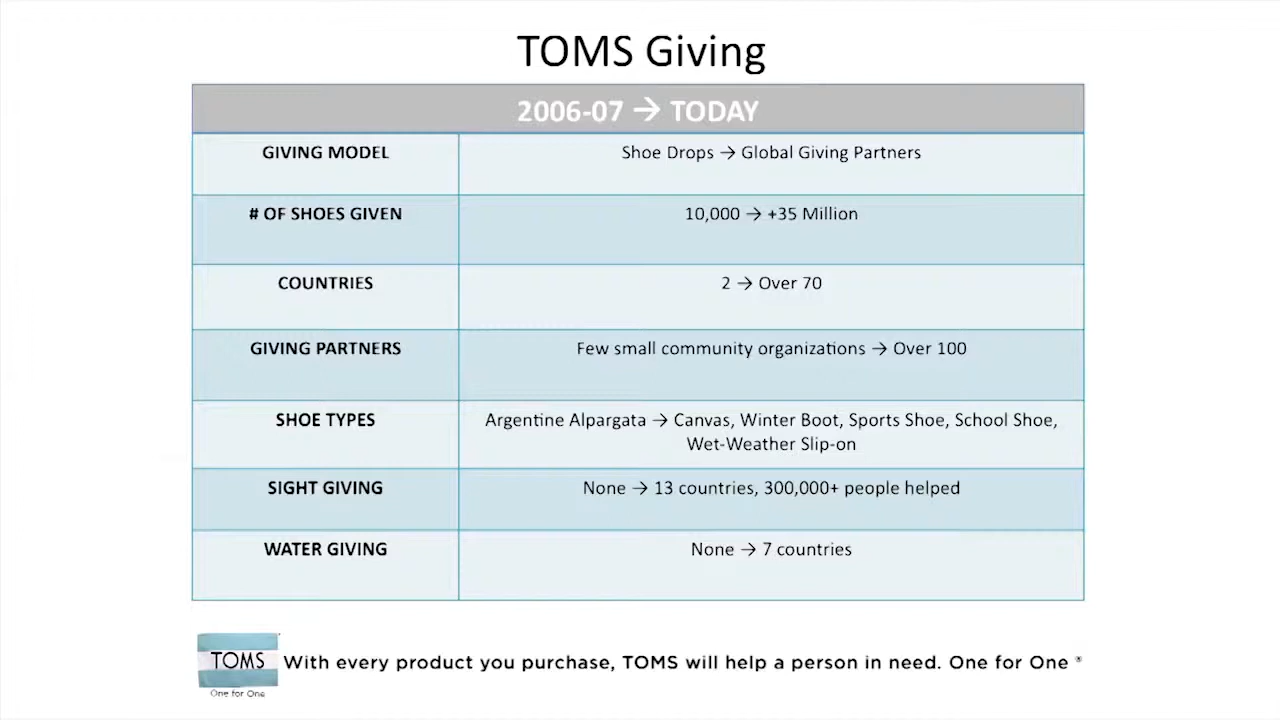 TOMS Giving
2006-07 → TODAY
GIVING MODEL
Shoe Drops → Global Giving Partners
# OF SHOES GIVEN
10,000 → +35 Million
COUNTRIES
2 → Over 70
GIVING PARTNERS
Few small community organizations → Over 100
SHOE TYPES
Argentine Alpargata → Canvas, Winter Boot, Sports Shoe, School Shoe,
Wet-Weather Slip-on
SIGHT GIVING
None → 13 countries, 300,000+ people helped
WATER GIVING
None → 7 countries
TOMS
One for One
With every product you purchase, TOMS will help a person in need. One for One ®